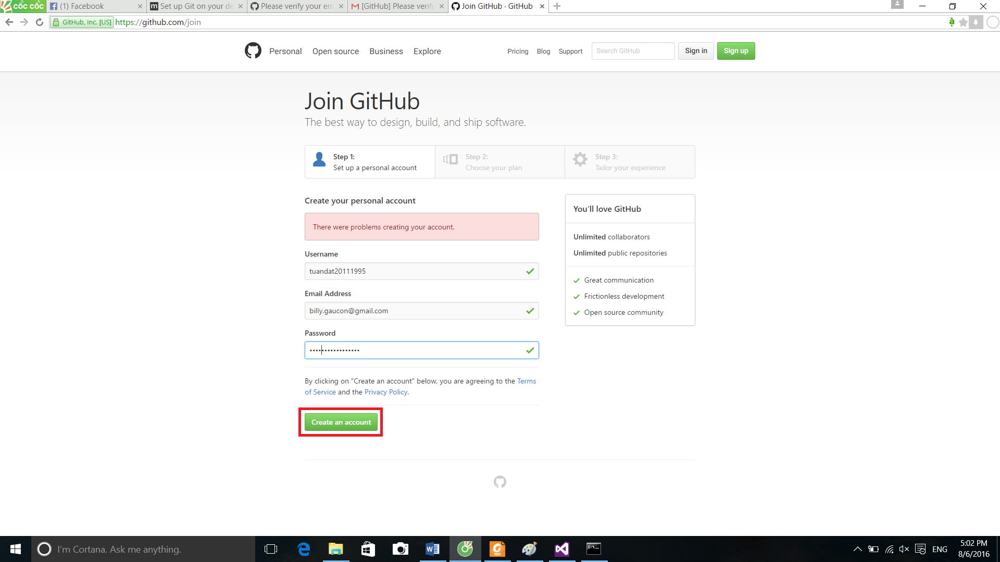 cốc cốc
(1) Facebook
Set up Git on your de
Please verify your em
[GitHub] Please verify
Join GitHub · GitHub
GitHub, Inc. [US]
https://github.com/join
Personal
Open source
Business
Explore
Pricing
Blog
Support
Search GitHub
Sign in
Sign up
Join GitHub
The best way to design, build, and ship software.
Step 1:
Set up a personal account
Step 2:
Choose your plan
Step 3:
Tailor your experience
Create your personal account
There were problems creating your account.
Username
tuandat20111995
Email Address
billy.gaucon@gmail.com
Password
By clicking on "Create an account" below, you are agreeing to the Terms
of Service and the Privacy Policy.
Create an account
You’ll love GitHub
Unlimited collaborators
Unlimited public repositories
Great communication
Frictionless development
Open source community
I'm Cortana. Ask me anything.
ENG
5:02 PM
8/6/2016